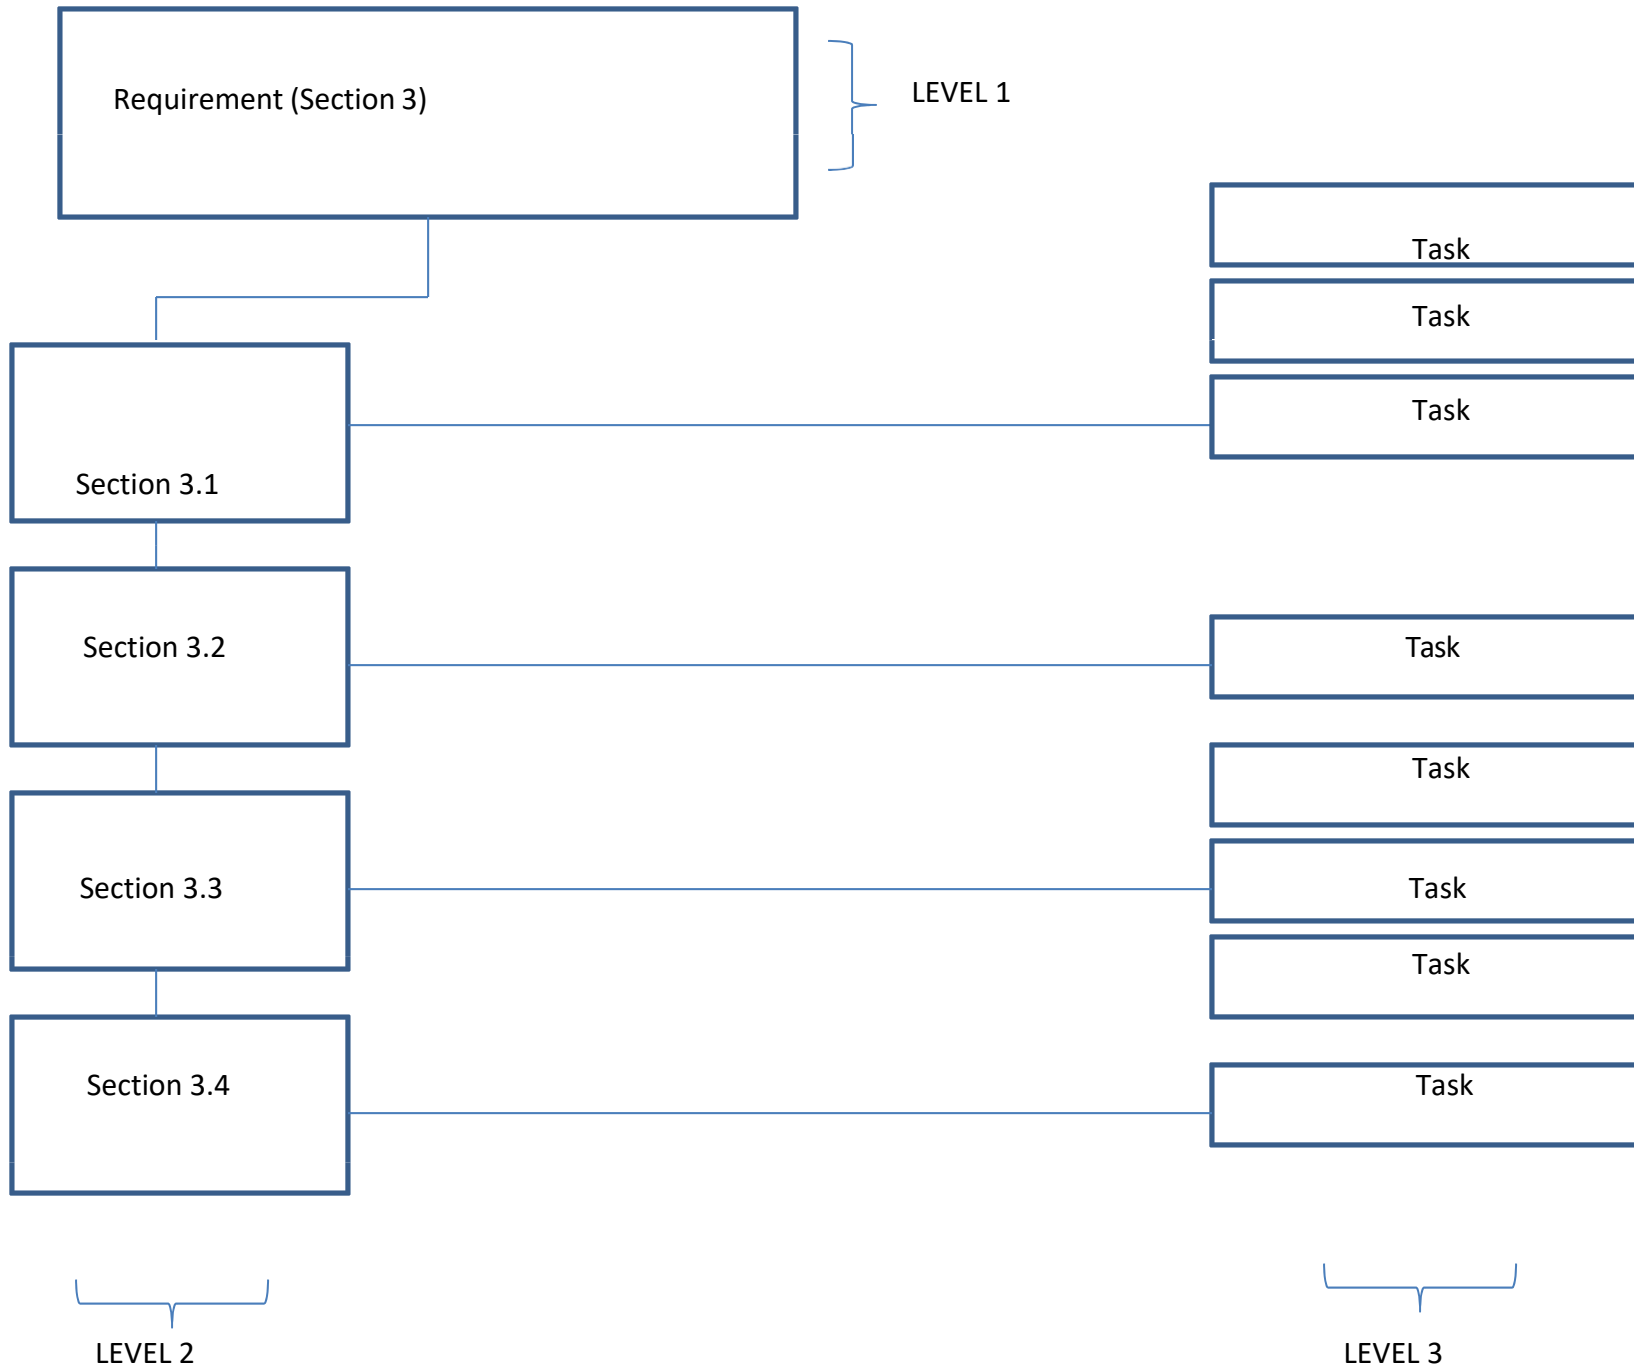 Requirement (Section 3)
LEVEL 1
Task
Task
Task
Section 3.1
Section 3.2
Task
Task
Section 3.3
Task
Task
Section 3.4
Task
LEVEL 2
LEVEL 3